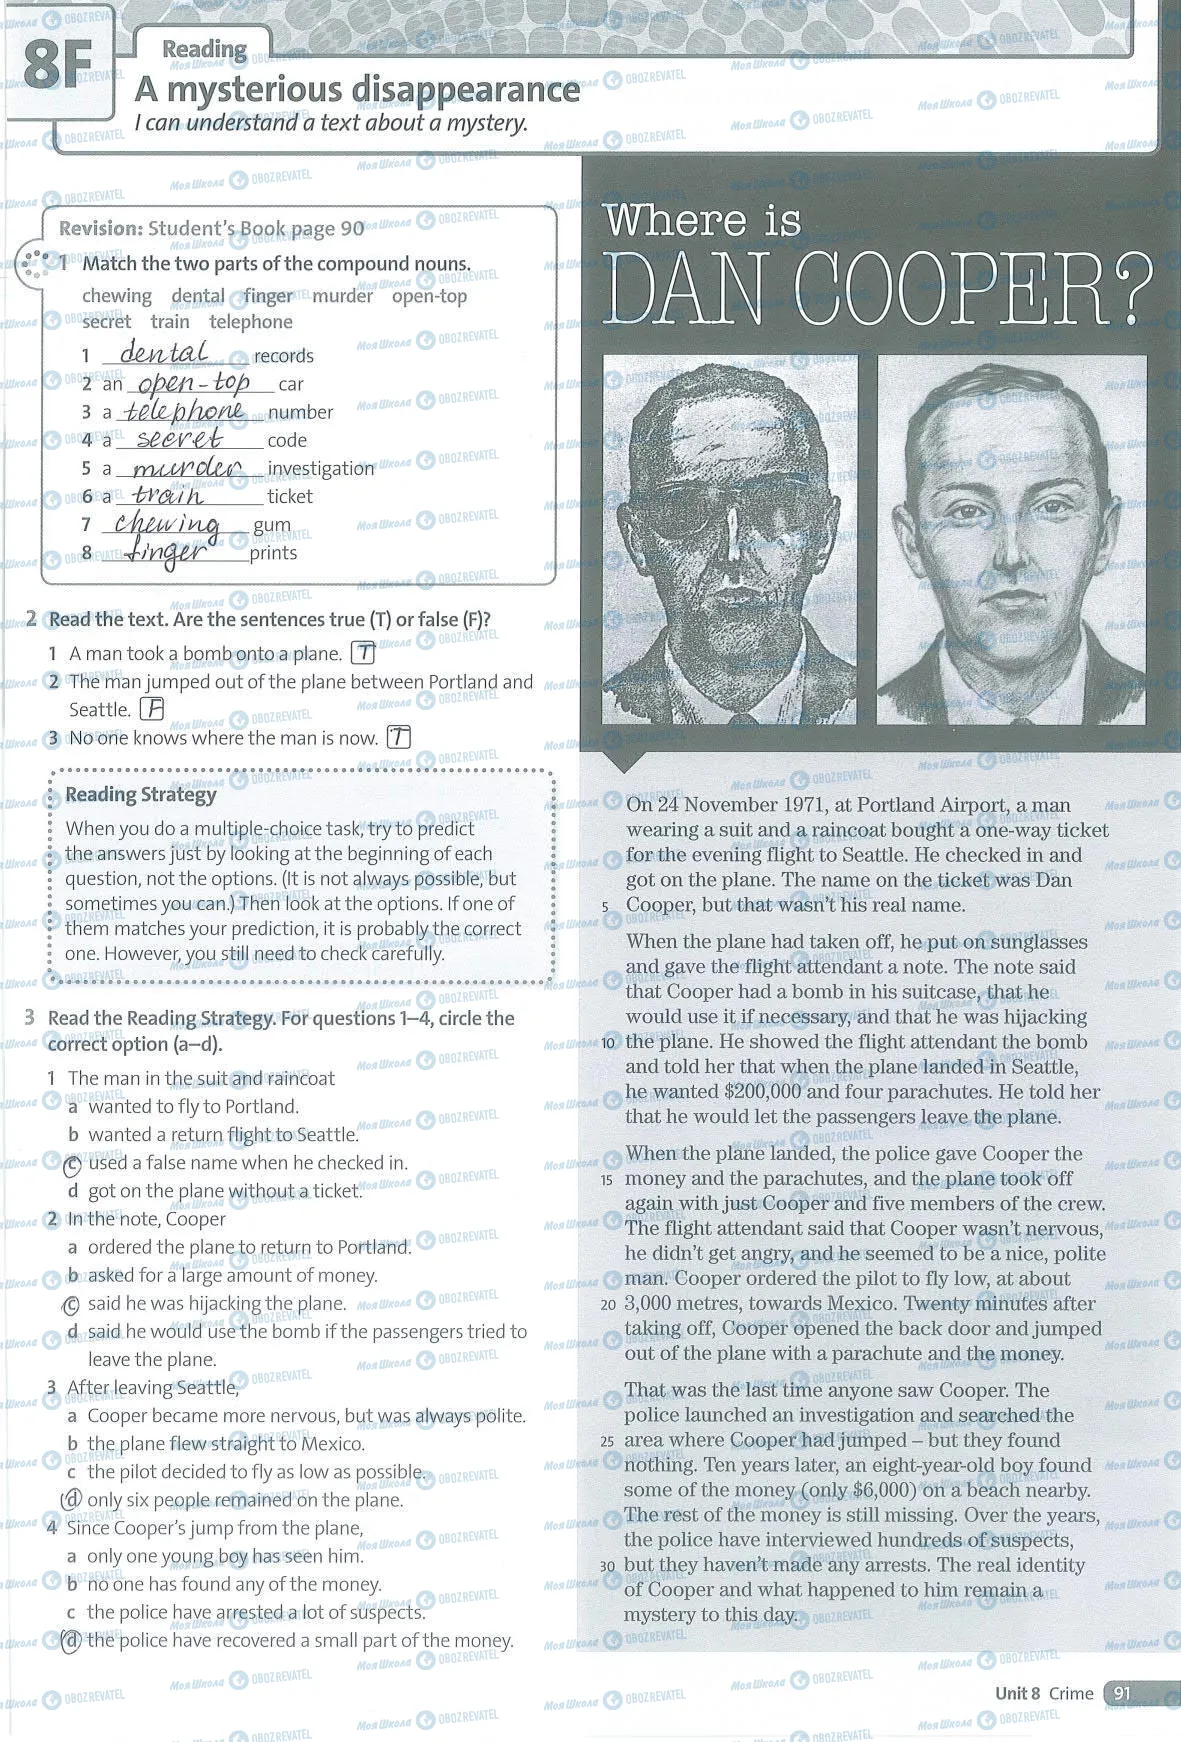 8F
Reading
A mysterious disappearance
I can understand a text about a mystery.
Revision: Student's Book page 90
1 Match the two parts of the compound nouns.
chewing dental finger murder open-top
secret train telephone
1 dental records
2 an open-top car
3 a telephone number
4 a secret code
5 a murder investigation
6 a train ticket
7 chewing gum
8 finger prints
2 Read the text. Are the sentences true (T) or false (F)?
1 A man took a bomb onto a plane. T
2 The man jumped out of the plane between Portland and
Seattle. F
3 No one knows where the man is now. T
Reading Strategy
When you do a multiple-choice task, try to predict
the answers just by looking at the beginning of each
question, not the options. (It is not always possible, but
sometimes you can.) Then look at the options. If one of
them matches your prediction, it is probably the correct
one. However, you still need to check carefully.
3 Read the Reading Strategy. For questions 1–4, circle the
correct option (a–d).
1 The man in the suit and raincoat
a wanted to fly to Portland.
b wanted a return flight to Seattle.
c used a false name when he checked in.
d got on the plane without a ticket.
2 In the note, Cooper
a ordered the plane to return to Portland.
b asked for a large amount of money.
c said he was hijacking the plane.
d said he would use the bomb if the passengers tried to
leave the plane.
3 After leaving Seattle,
a Cooper became more nervous, but was always polite.
b the plane flew straight to Mexico.
c the pilot decided to fly as low as possible.
d only six people remained on the plane.
4 Since Cooper's jump from the plane,
a only one young boy has seen him.
b no one has found any of the money.
c the police have arrested a lot of suspects.
d the police have recovered a small part of the money.
Where is
DAN COOPER?
On 24 November 1971, at Portland Airport, a man
wearing a suit and a raincoat bought a one-way ticket
for the evening flight to Seattle. He checked in and
got on the plane. The name on the ticket was Dan
5 Cooper, but that wasn't his real name.
When the plane had taken off, he put on sunglasses
and gave the flight attendant a note. The note said
that Cooper had a bomb in his suitcase, that he
would use it if necessary, and that he was hijacking
10 the plane. He showed the flight attendant the bomb
and told her that when the plane landed in Seattle,
he wanted $200,000 and four parachutes. He told her
that he would let the passengers leave the plane.
When the plane landed, the police gave Cooper the
15 money and the parachutes, and the plane took off
again with just Cooper and five members of the crew.
The flight attendant said that Cooper wasn't nervous,
he didn't get angry, and he seemed to be a nice, polite
man. Cooper ordered the pilot to fly low, at about
20 3,000 metres, towards Mexico. Twenty minutes after
taking off, Cooper opened the back door and jumped
out of the plane with a parachute and the money.
That was the last time anyone saw Cooper. The
police launched an investigation and searched the
25 area where Cooper had jumped – but they found
nothing. Ten years later, an eight-year-old boy found
some of the money (only $6,000) on a beach nearby.
The rest of the money is still missing. Over the years,
the police have interviewed hundreds of suspects,
30 but they haven't made any arrests. The real identity
of Cooper and what happened to him remain a
mystery to this day.
Unit 8 Crime 91
МояШкола OBOZREVATEL